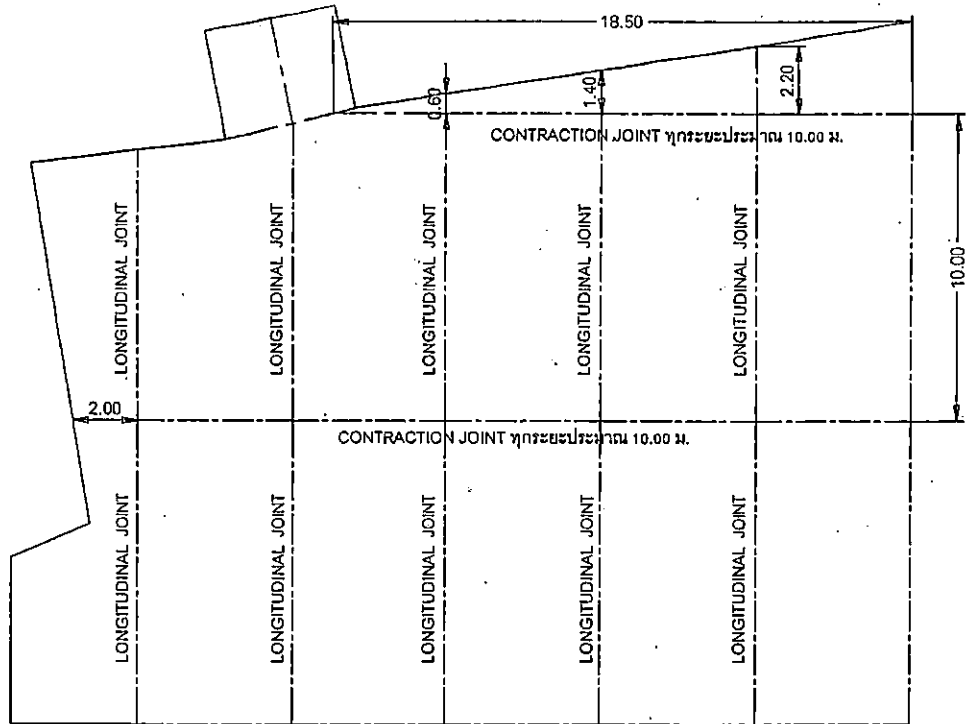 18.50
0.60
1.40
2.20
CONTRACTION JOINT ทุกระยะประมาณ 10.00 ม.
LONGITUDINAL JOINT
LONGITUDINAL JOINT
LONGITUDINAL JOINT
LONGITUDINAL JOINT
LONGITUDINAL JOINT
10.00
2.00
CONTRACTION JOINT ทุกระยะประมาณ 10.00 ม.
LONGITUDINAL JOINT
LONGITUDINAL JOINT
LONGITUDINAL JOINT
LONGITUDINAL JOINT
LONGITUDINAL JOINT